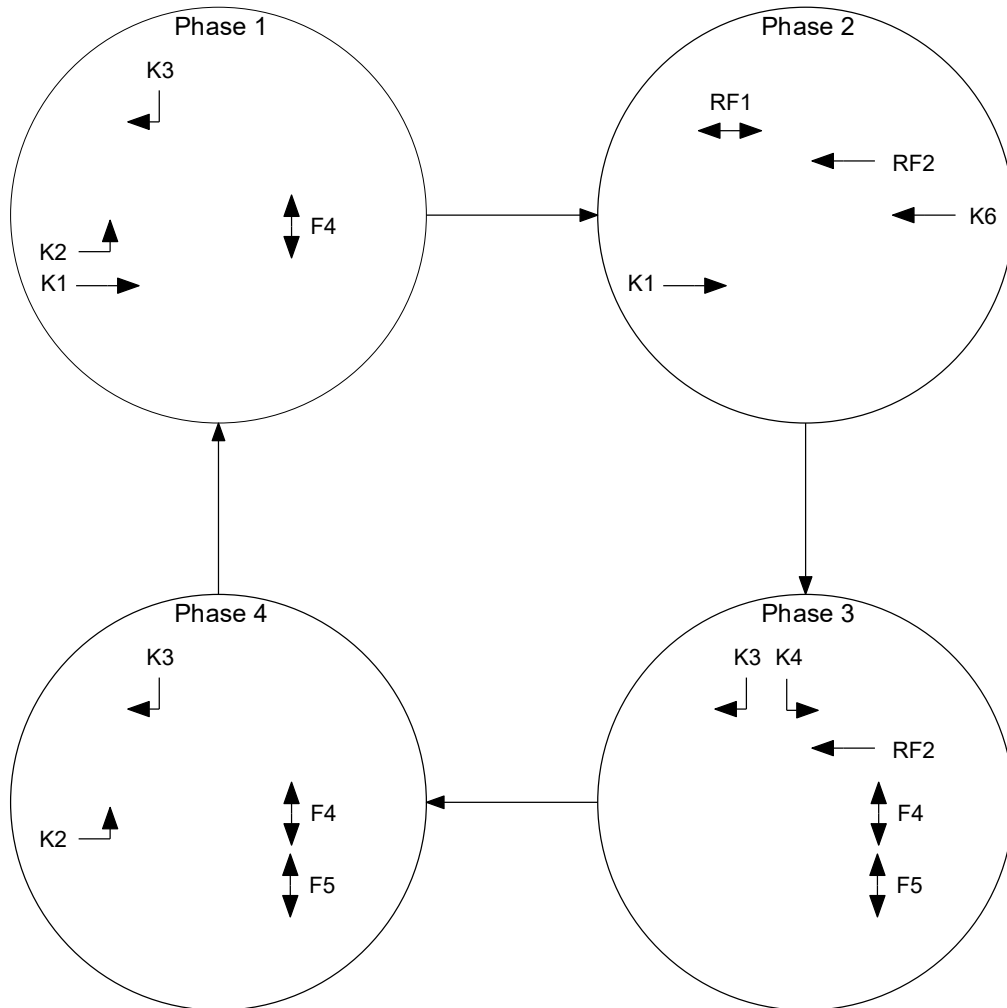 Phase 1
K3
K2
F4
K1
Phase 2
RF1
RF2
K6
K1
Phase 4
K3
F4
K2
F5
Phase 3
K3 K4
RF2
F4
F5